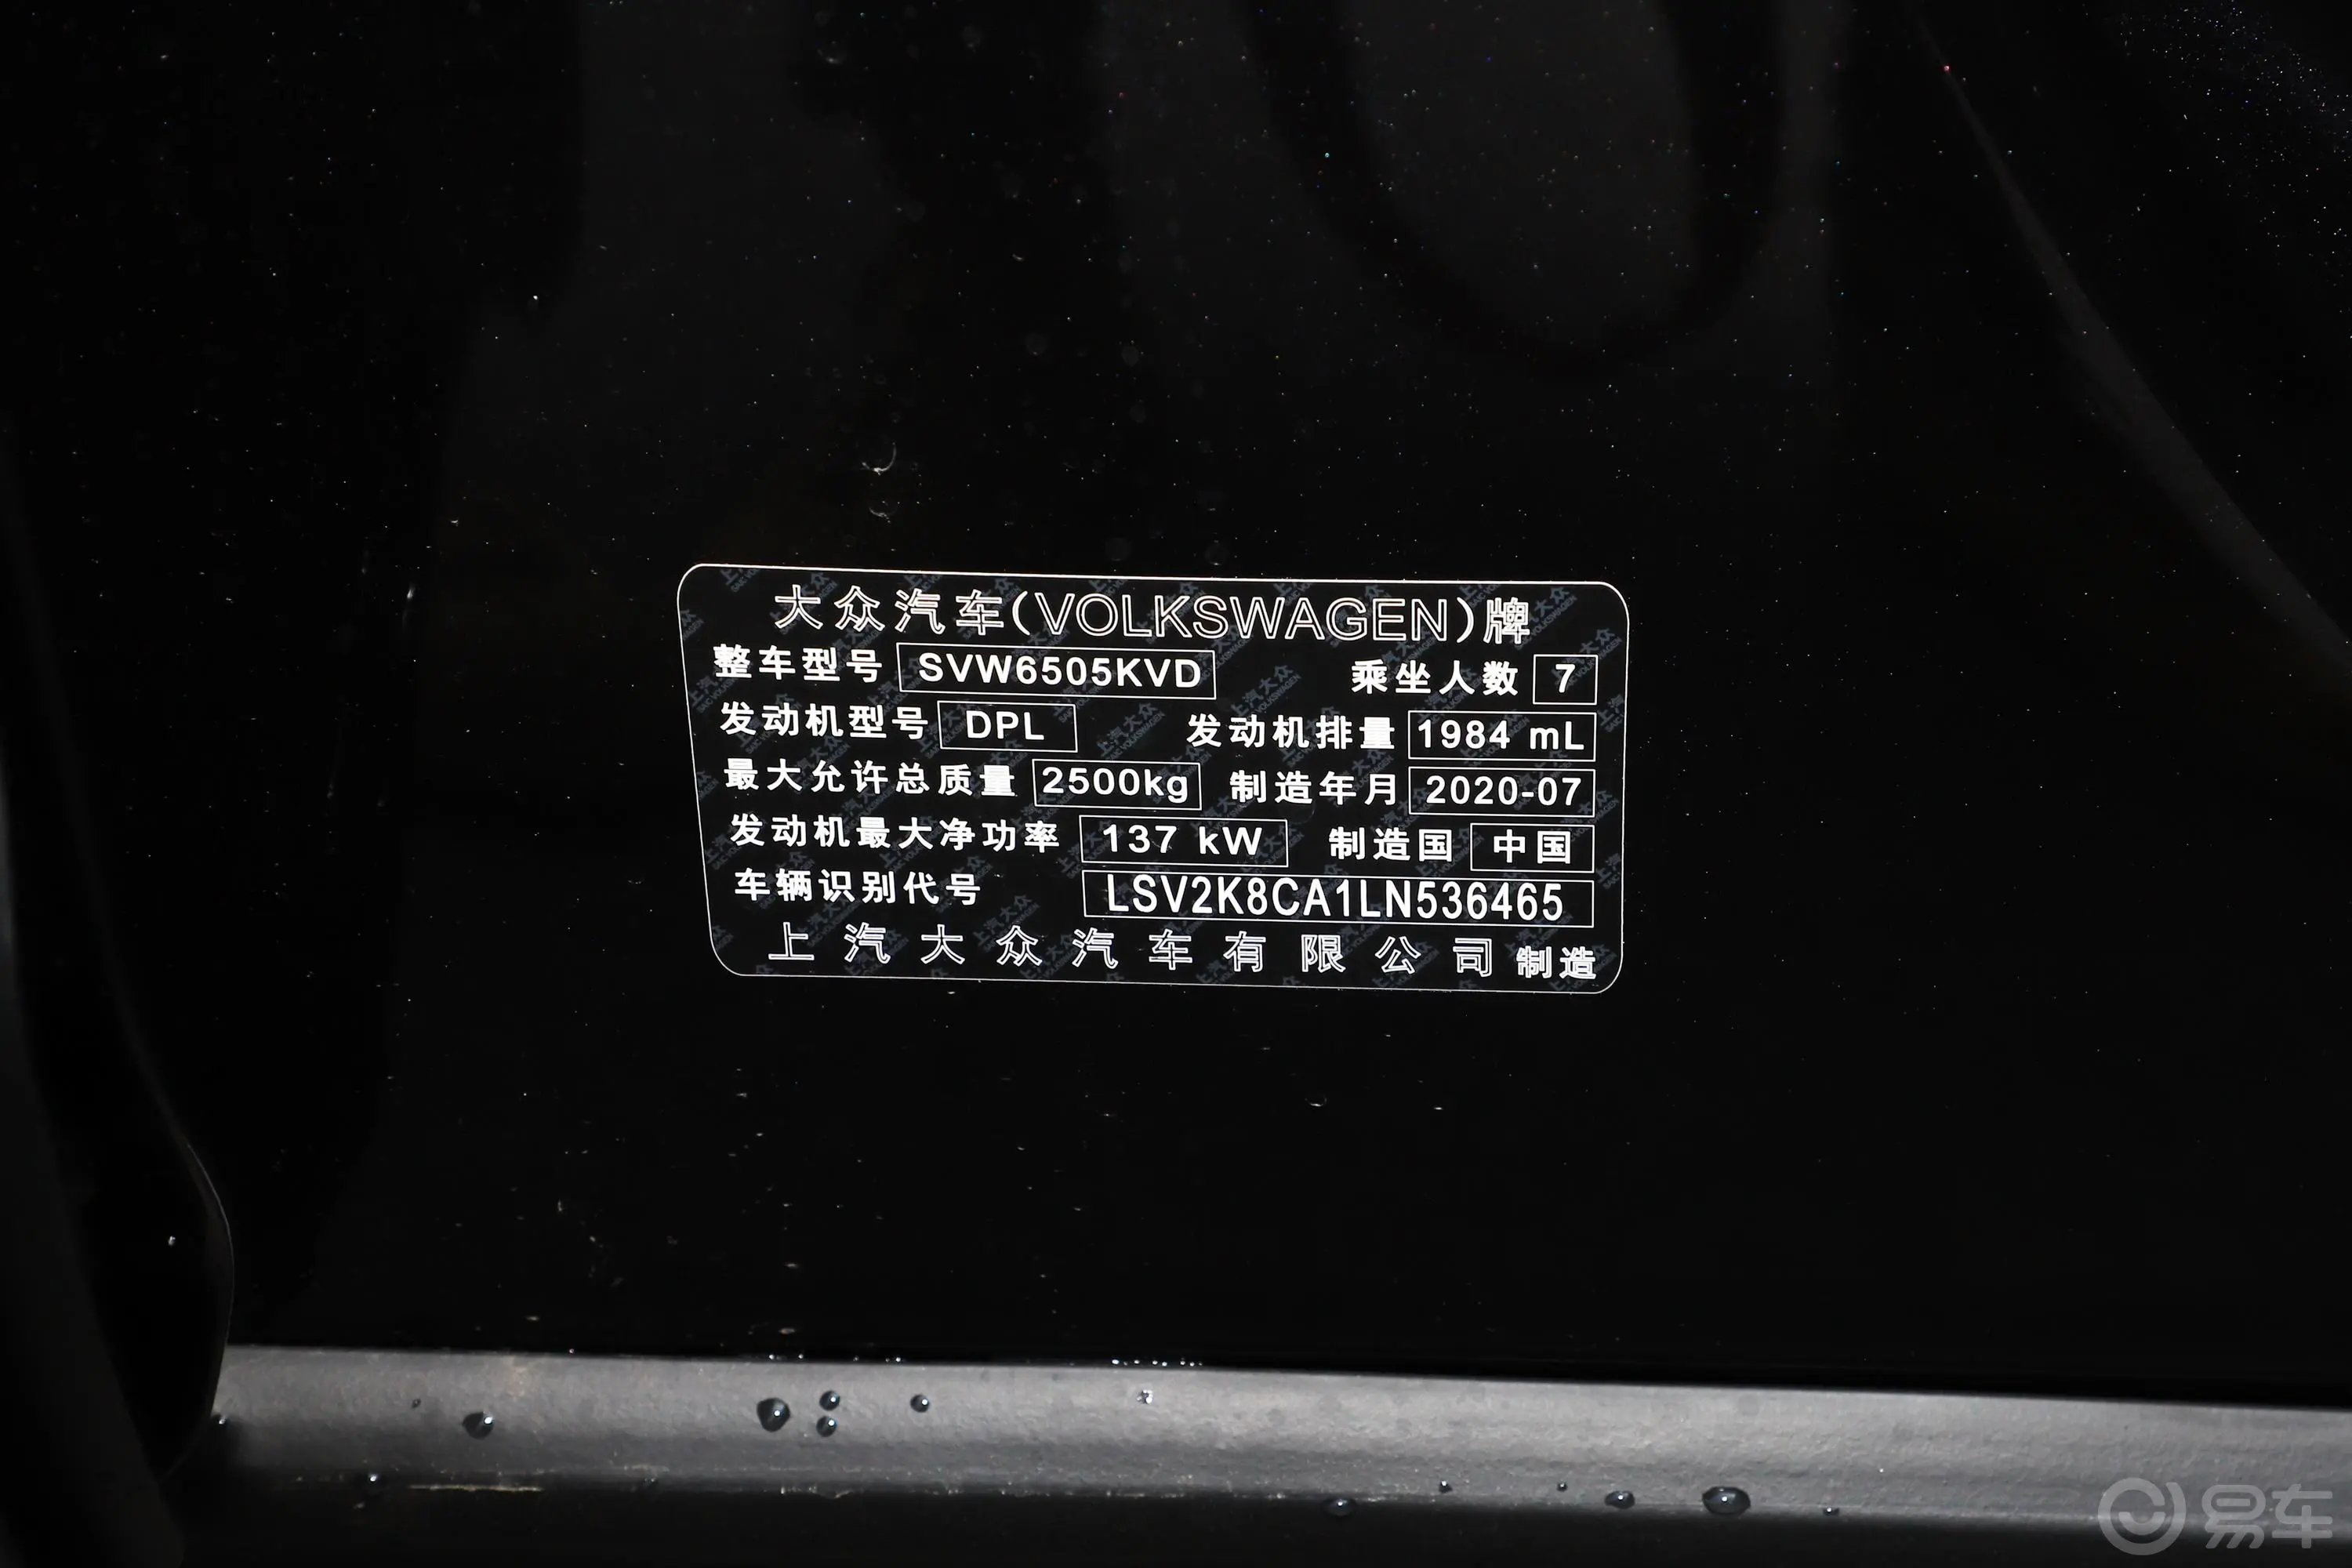 大众汽车(VOLKSWAGEN)牌
整车型号 SVW6505KVD 乘坐人数 7
发动机型号 DPL 发动机排量 1984 mL
最大允许总质量 2500kg 制造年月 2020-07
发动机最大净功率 137 kW 制造国 中国
车辆识别代号 LSV2K8CA1LN536465
上汽大众汽车有限公司 制造
易车